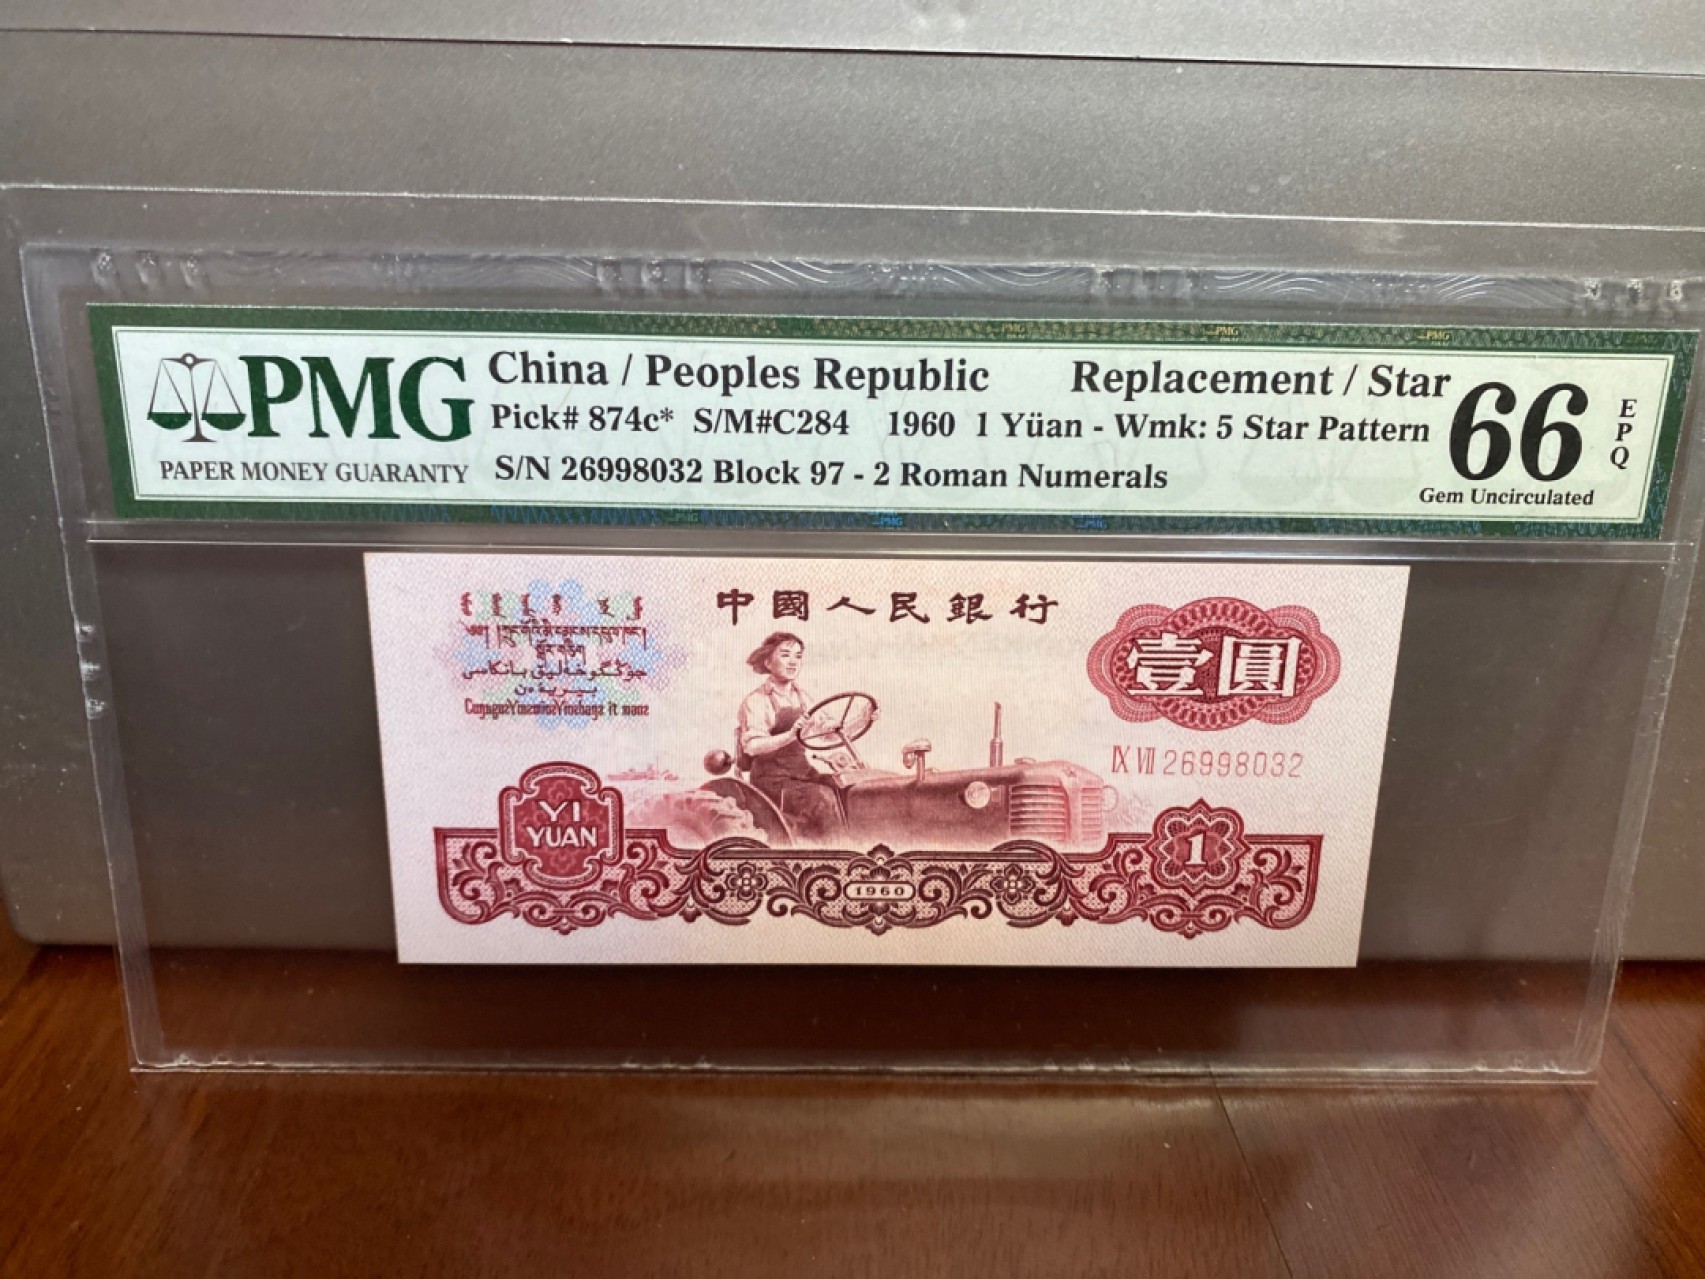 PMG
PAPER MONEY GUARANTY
China / Peoples Republic Replacement / Star
Pick# 874c* S/M#C284 1960 1 Yüan - Wmk: 5 Star Pattern
S/N 26998032 Block 97 - 2 Roman Numerals
66
EPQ
Gem Uncirculated
中國人民銀行
壹圓
IX VII 26998032
YI
YUAN
1960
1